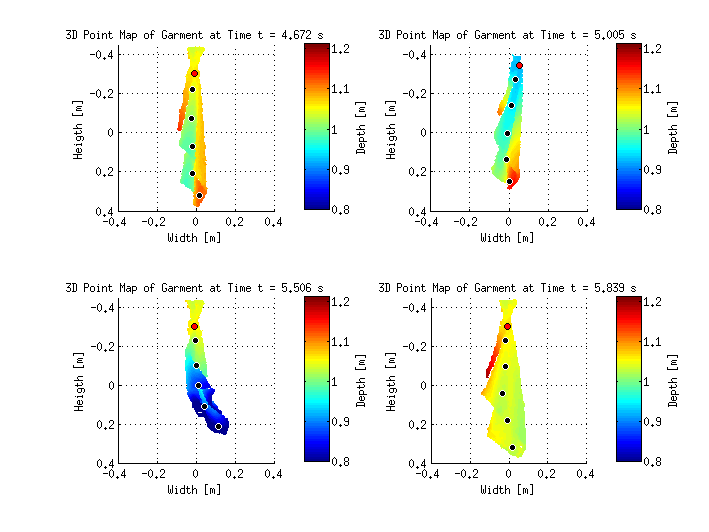 3D Point Map of Garment at Time t = 4.672 s
-0.4
-0.2
0
0.2
0.4
Heigth [m]
-0.4 -0.2 0 0.2 0.4
Width [m]
1.2
1.1
1
0.9
0.8
Depth [m]
3D Point Map of Garment at Time t = 5.005 s
-0.4
-0.2
0
0.2
0.4
Heigth [m]
-0.4 -0.2 0 0.2 0.4
Width [m]
1.2
1.1
1
0.9
0.8
Depth [m]
3D Point Map of Garment at Time t = 5.506 s
-0.4
-0.2
0
0.2
0.4
Heigth [m]
-0.4 -0.2 0 0.2 0.4
Width [m]
1.2
1.1
1
0.9
0.8
Depth [m]
3D Point Map of Garment at Time t = 5.839 s
-0.4
-0.2
0
0.2
0.4
Heigth [m]
-0.4 -0.2 0 0.2 0.4
Width [m]
1.2
1.1
1
0.9
0.8
Depth [m]